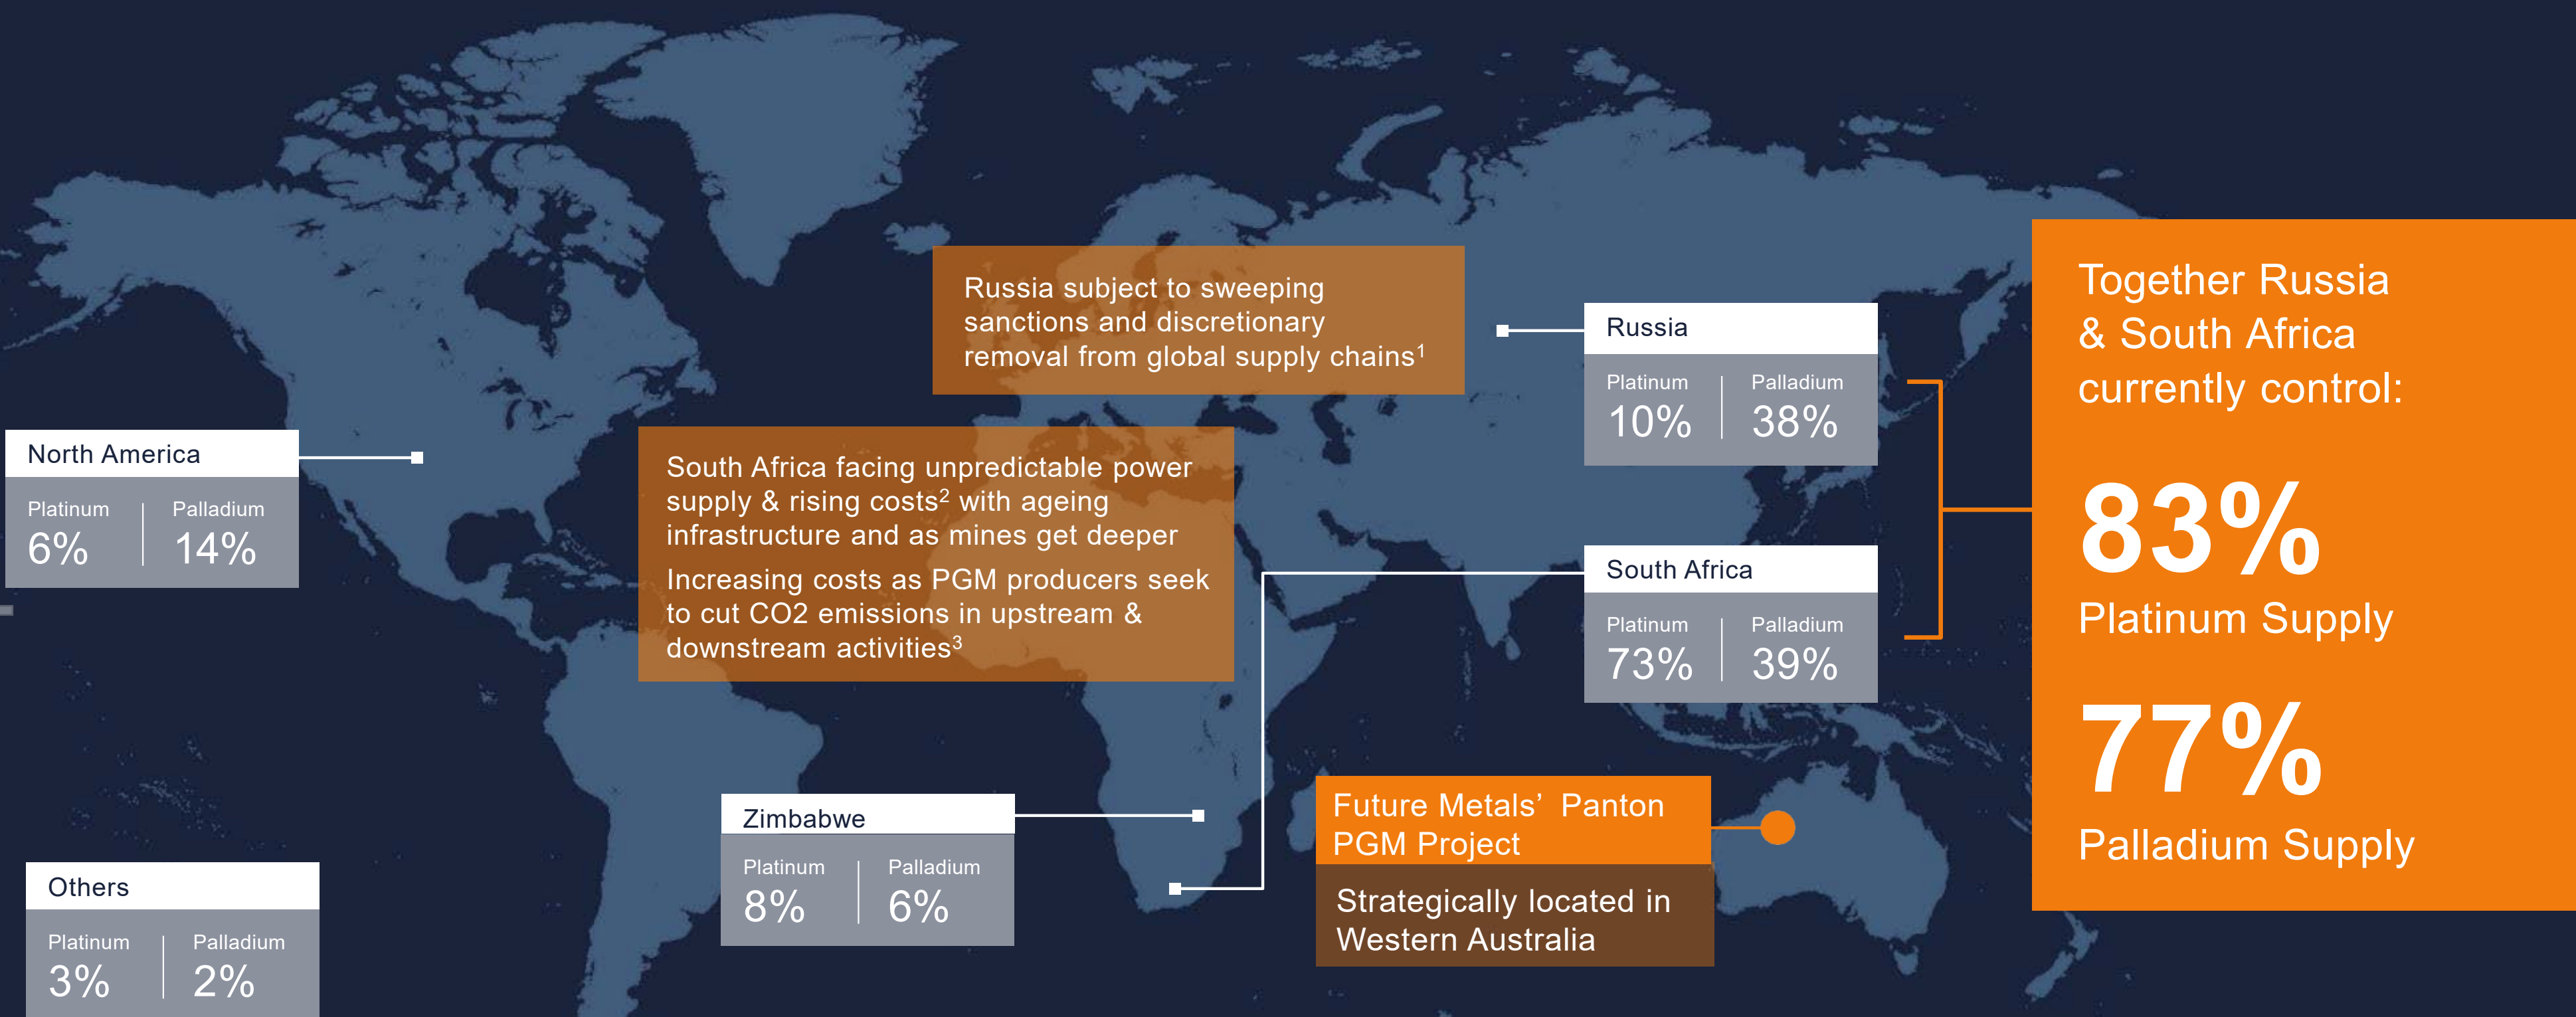 Russia subject to sweeping
sanctions and discretionary
removal from global supply chains¹
Russia
Platinum
Palladium
10%
38%
Together Russia
& South Africa
currently control:
83%
Platinum Supply
77%
Palladium Supply
North America
Platinum
Palladium
6%
14%
South Africa facing unpredictable power
supply & rising costs² with ageing
infrastructure and as mines get deeper
Increasing costs as PGM producers seek
to cut CO2 emissions in upstream &
downstream activities³
South Africa
Platinum
Palladium
73%
39%
Zimbabwe
Platinum
Palladium
8%
6%
Future Metals’ Panton
PGM Project
Strategically located in
Western Australia
Others
Platinum
Palladium
3%
2%